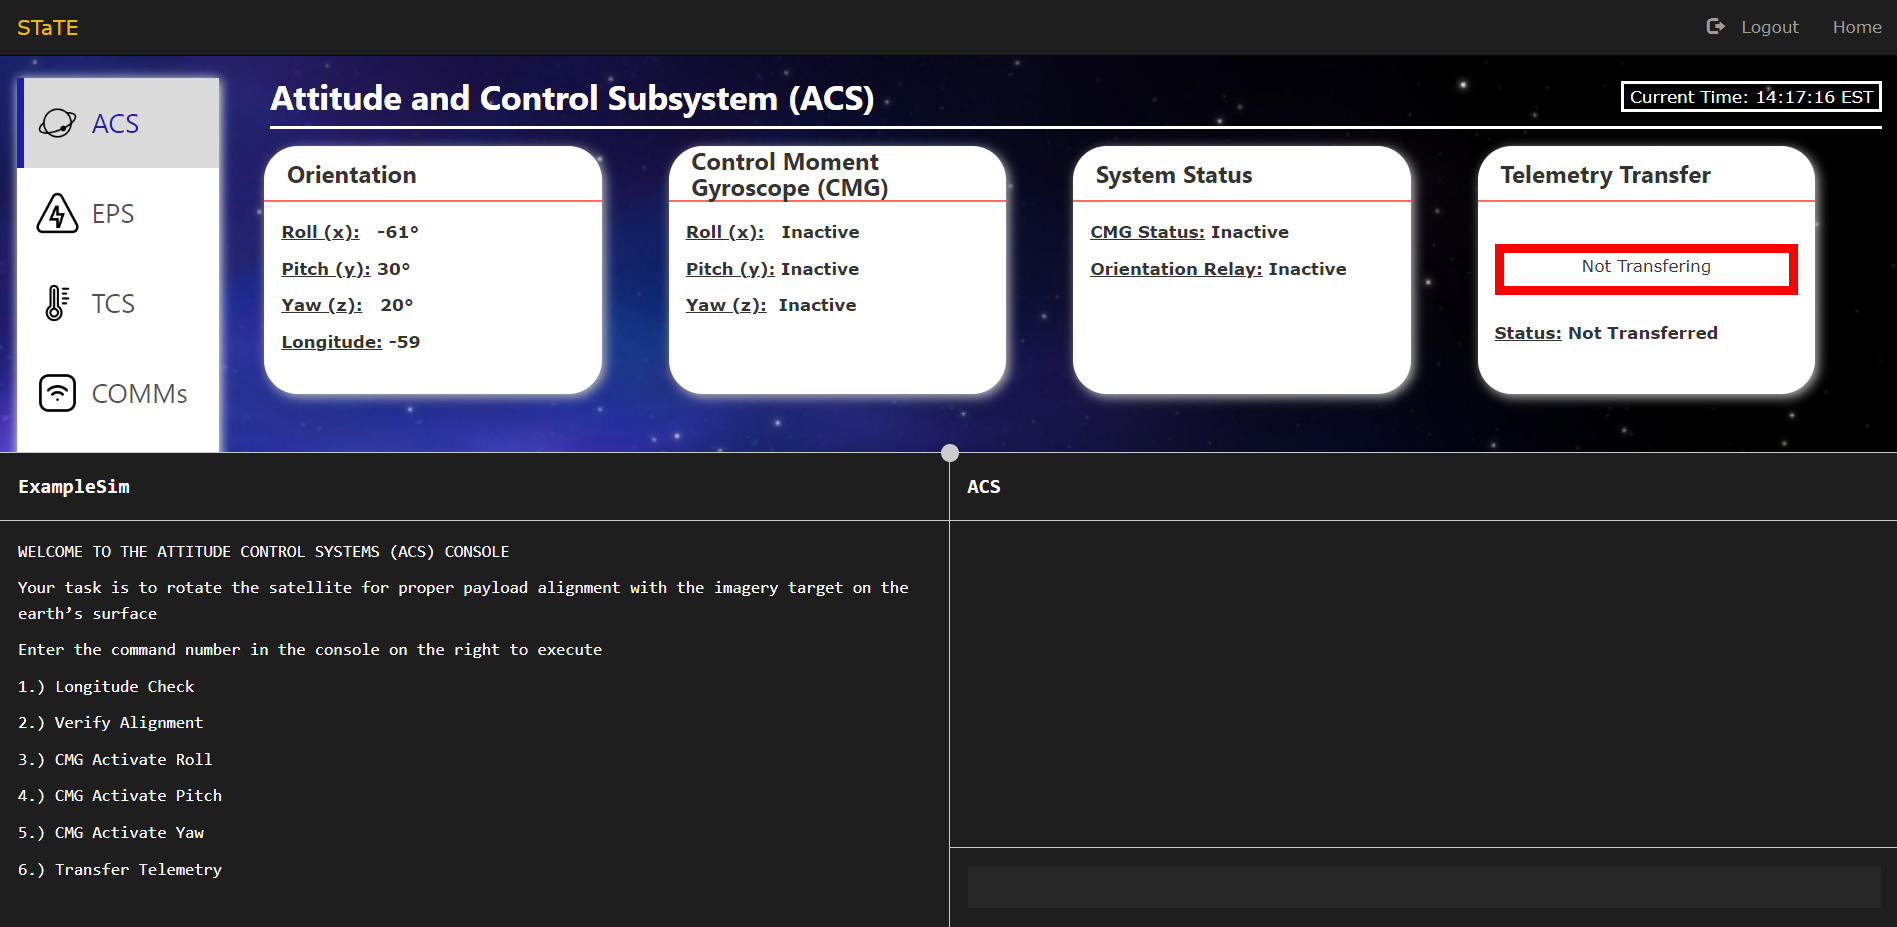 STaTE
Logout
Home
ACS
EPS
TCS
COMMs
Attitude and Control Subsystem (ACS)
Current Time: 14:17:16 EST
Orientation
Roll (x): -61°
Pitch (y): 30°
Yaw (z): 20°
Longitude: -59
Control Moment
Gyroscope (CMG)
Roll (x): Inactive
Pitch (y): Inactive
Yaw (z): Inactive
System Status
CMG Status: Inactive
Orientation Relay: Inactive
Telemetry Transfer
Not Transfering
Status: Not Transferred
ExampleSim
WELCOME TO THE ATTITUDE CONTROL SYSTEMS (ACS) CONSOLE
Your task is to rotate the satellite for proper payload alignment with the imagery target on the
earth’s surface
Enter the command number in the console on the right to execute
1.) Longitude Check
2.) Verify Alignment
3.) CMG Activate Roll
4.) CMG Activate Pitch
5.) CMG Activate Yaw
6.) Transfer Telemetry
ACS